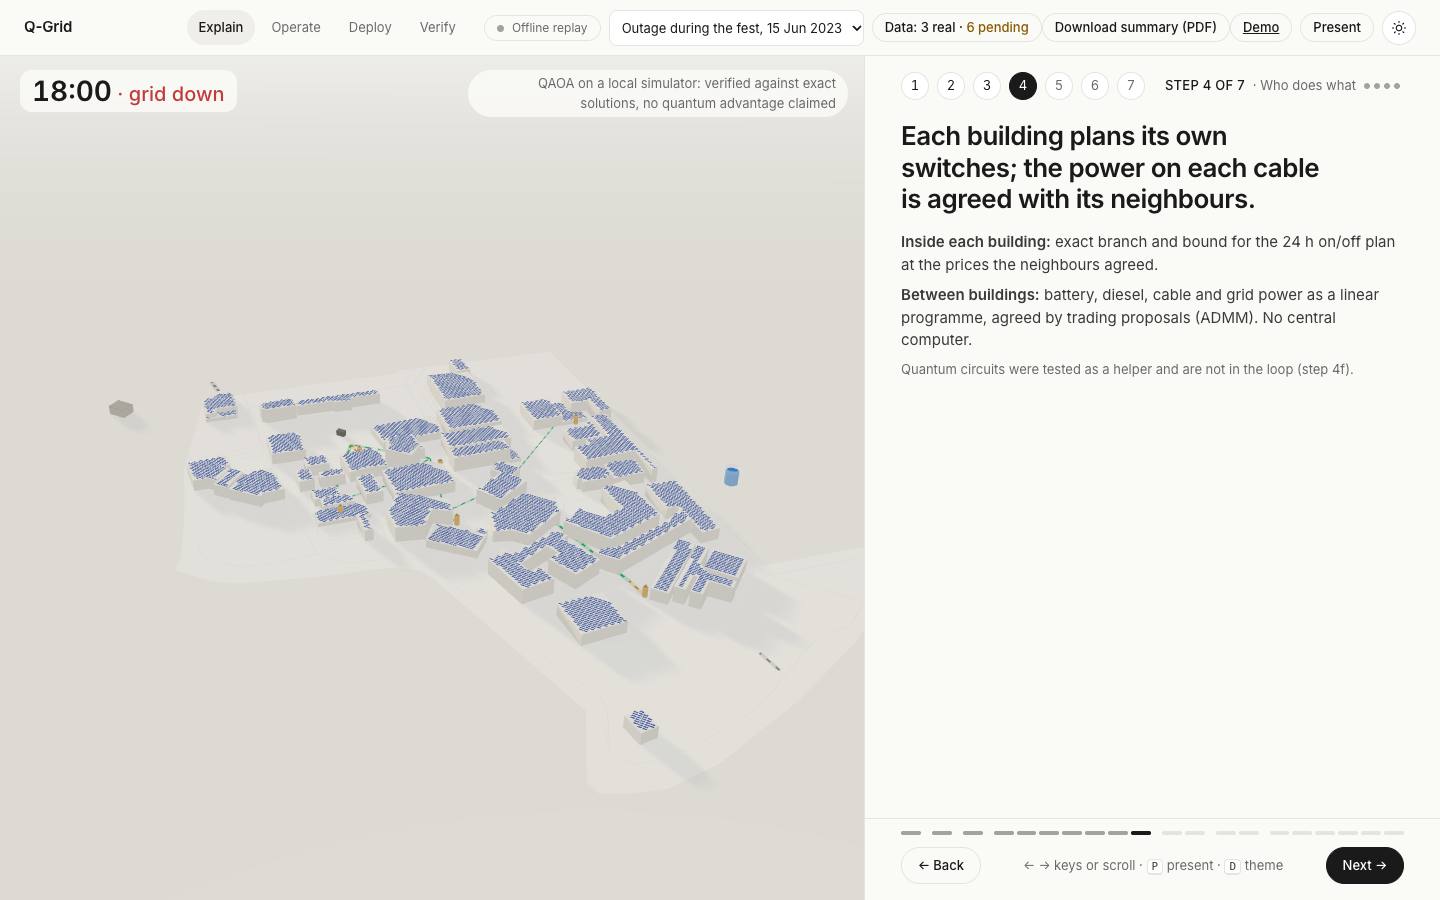 Q-Grid
Explain
Operate
Deploy
Verify
Offline replay
Outage during the fest, 15 Jun 2023
Data: 3 real · 6 pending
Download summary (PDF)
Demo
Present
18:00 · grid down
QAOA on a local simulator: verified against exact
solutions, no quantum advantage claimed
1 2 3 4 5 6 7
STEP 4 OF 7 · Who does what
Each building plans its own
switches; the power on each cable
is agreed with its neighbours.
Inside each building: exact branch and bound for the 24 h on/off plan
at the prices the neighbours agreed.
Between buildings: battery, diesel, cable and grid power as a linear
programme, agreed by trading proposals (ADMM). No central
computer.
Quantum circuits were tested as a helper and are not in the loop (step 4f).
← Back
← → keys or scroll · P present · D theme
Next →